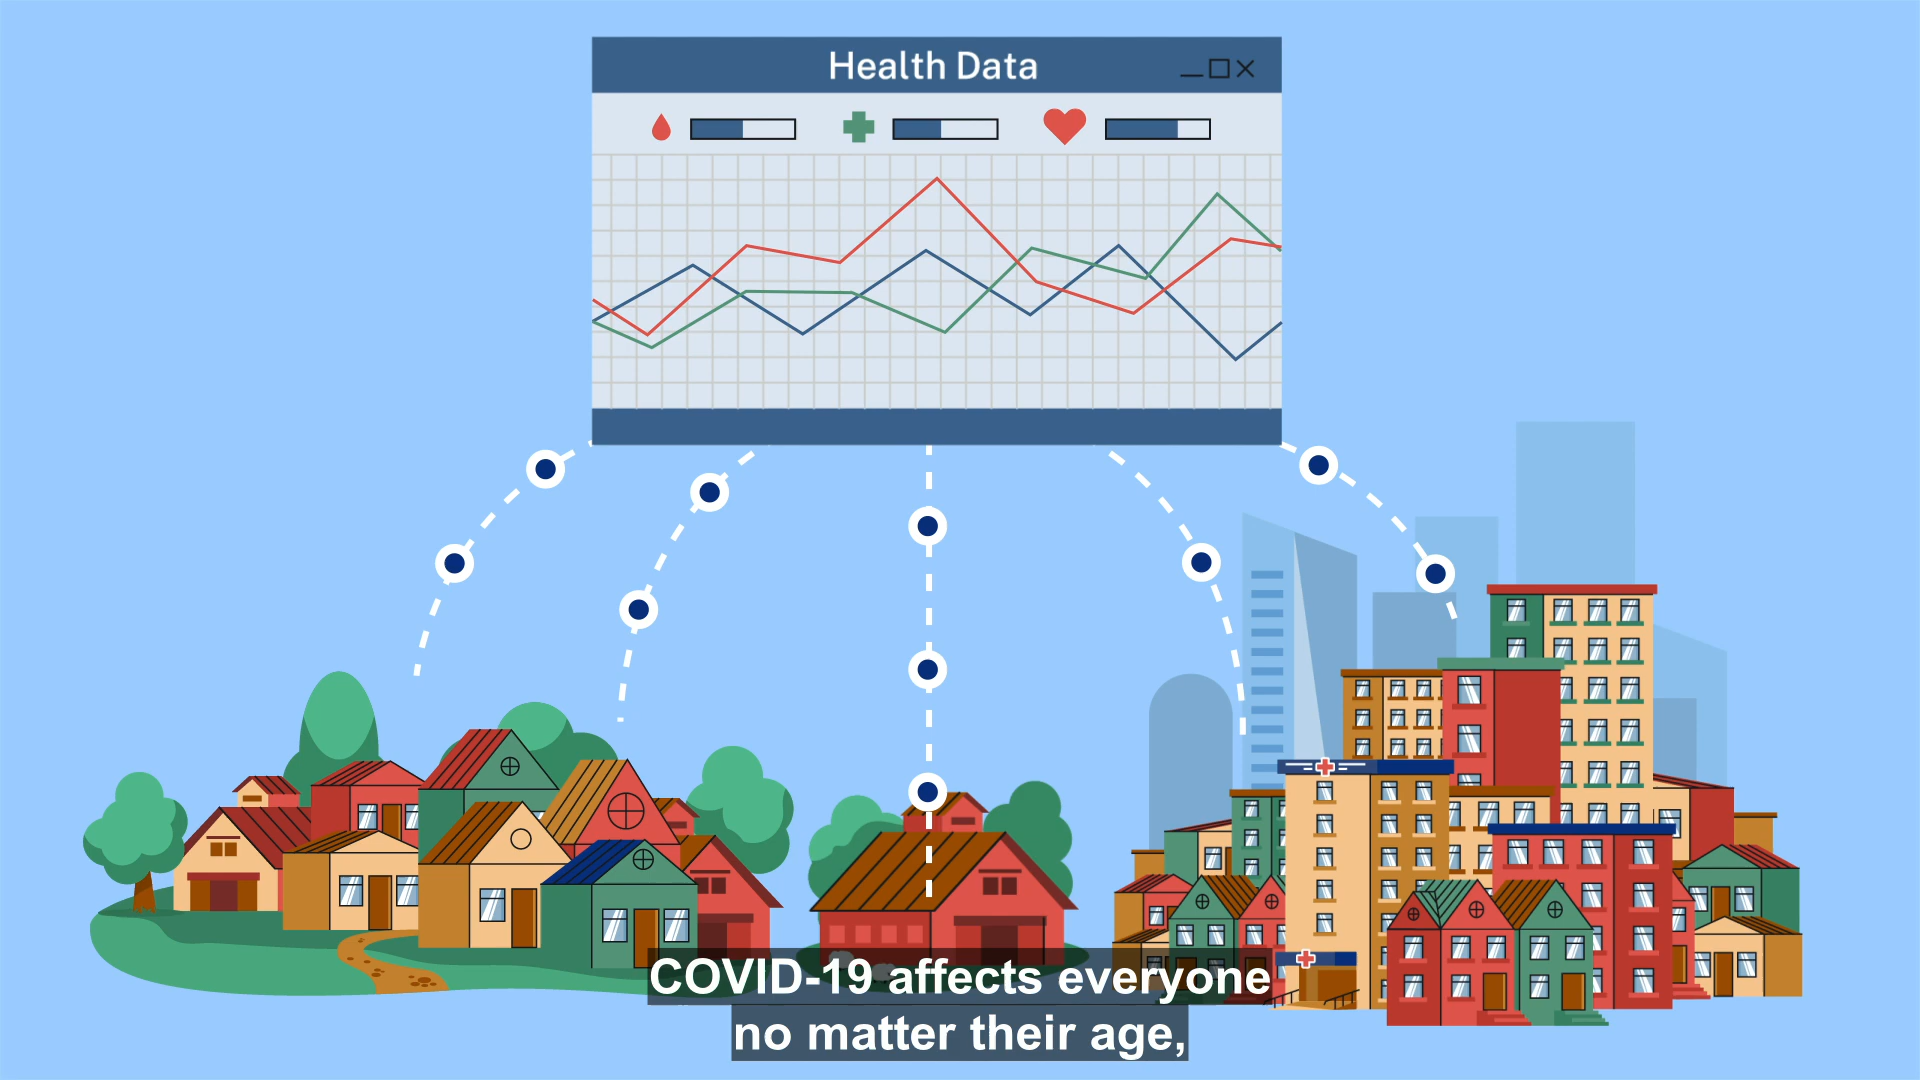 Health Data
COVID-19 affects everyone
no matter their age,